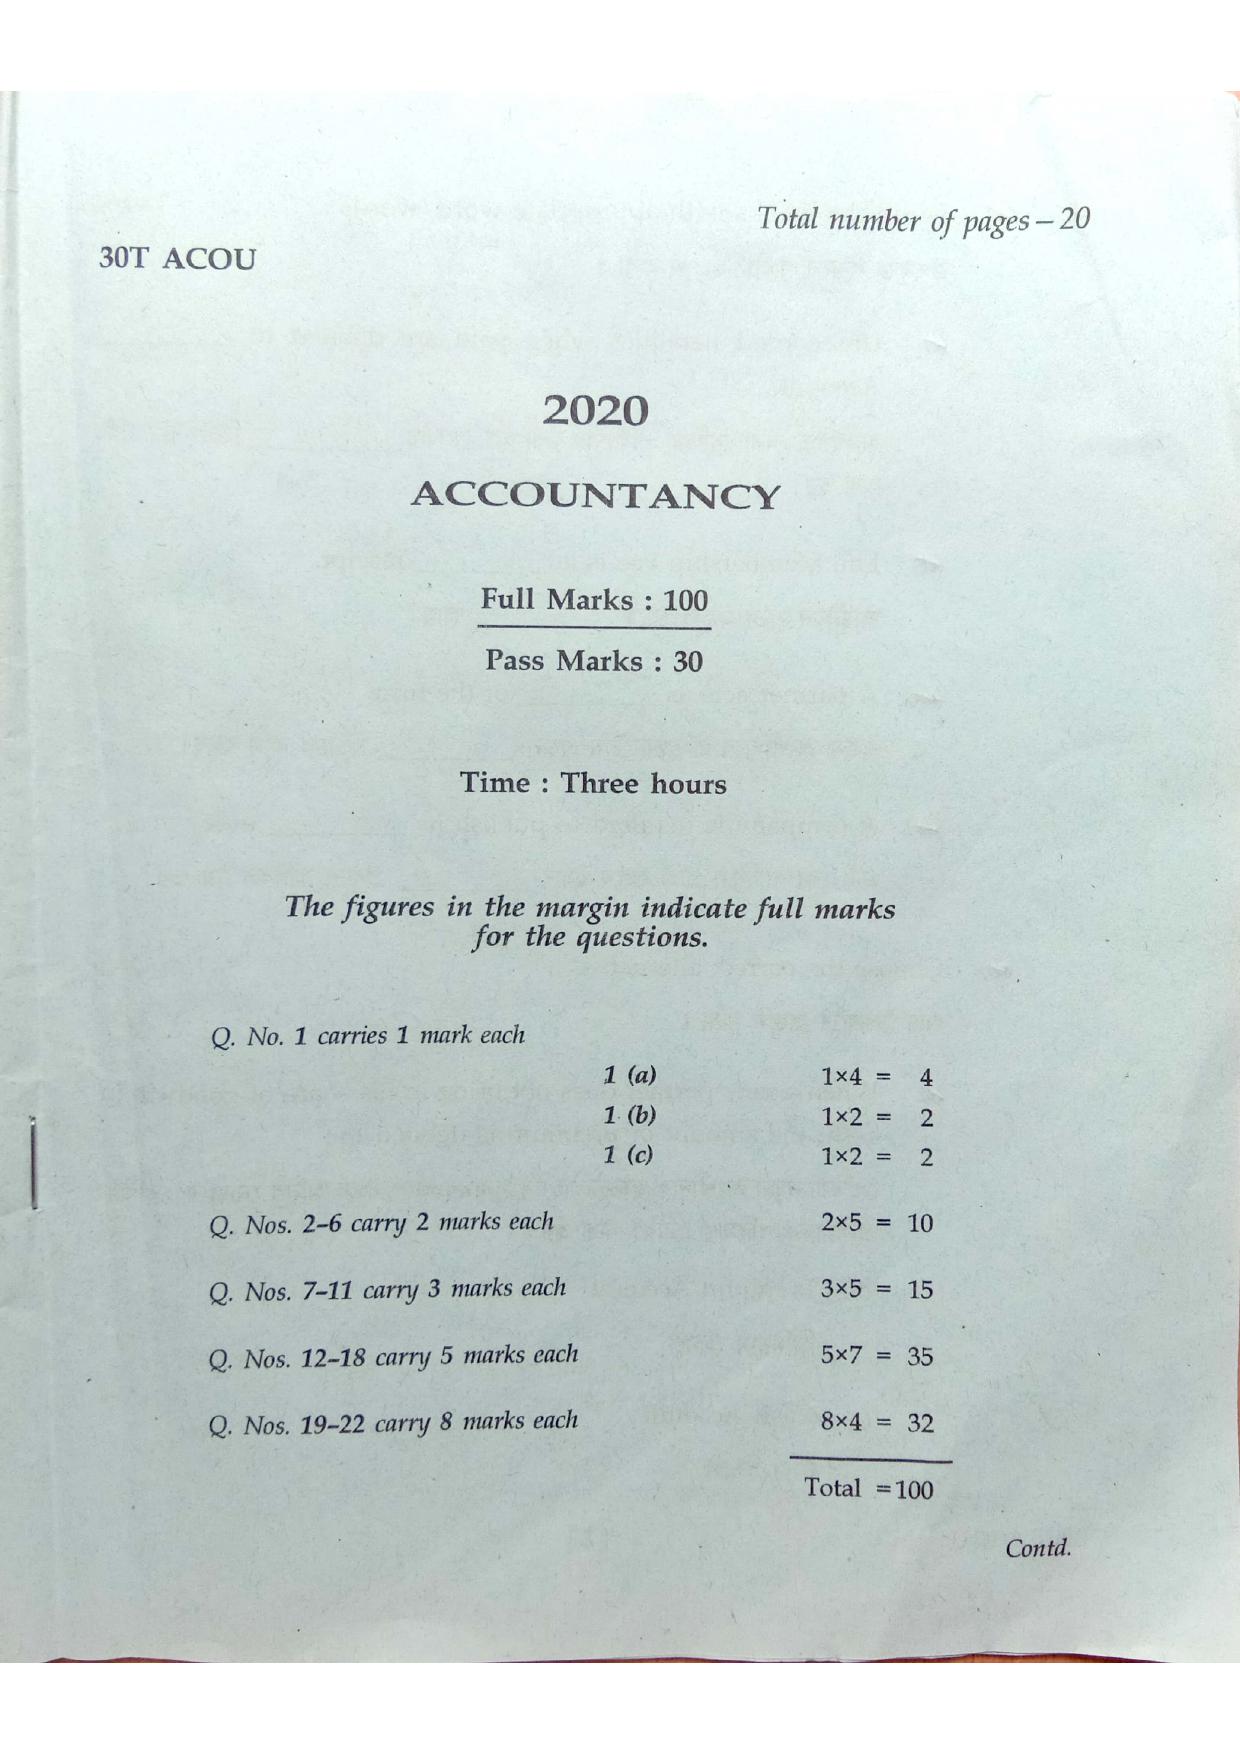 Total number of pages – 20
30T ACOU
2020
ACCOUNTANCY
Full Marks : 100
Pass Marks : 30
Time : Three hours
The figures in the margin indicate full marks
for the questions.
Q. No. 1 carries 1 mark each
1 (a) 1×4 = 4
1 (b) 1×2 = 2
1 (c) 1×2 = 2
Q. Nos. 2–6 carry 2 marks each 2×5 = 10
Q. Nos. 7–11 carry 3 marks each 3×5 = 15
Q. Nos. 12–18 carry 5 marks each 5×7 = 35
Q. Nos. 19–22 carry 8 marks each 8×4 = 32
Total =100
Contd.